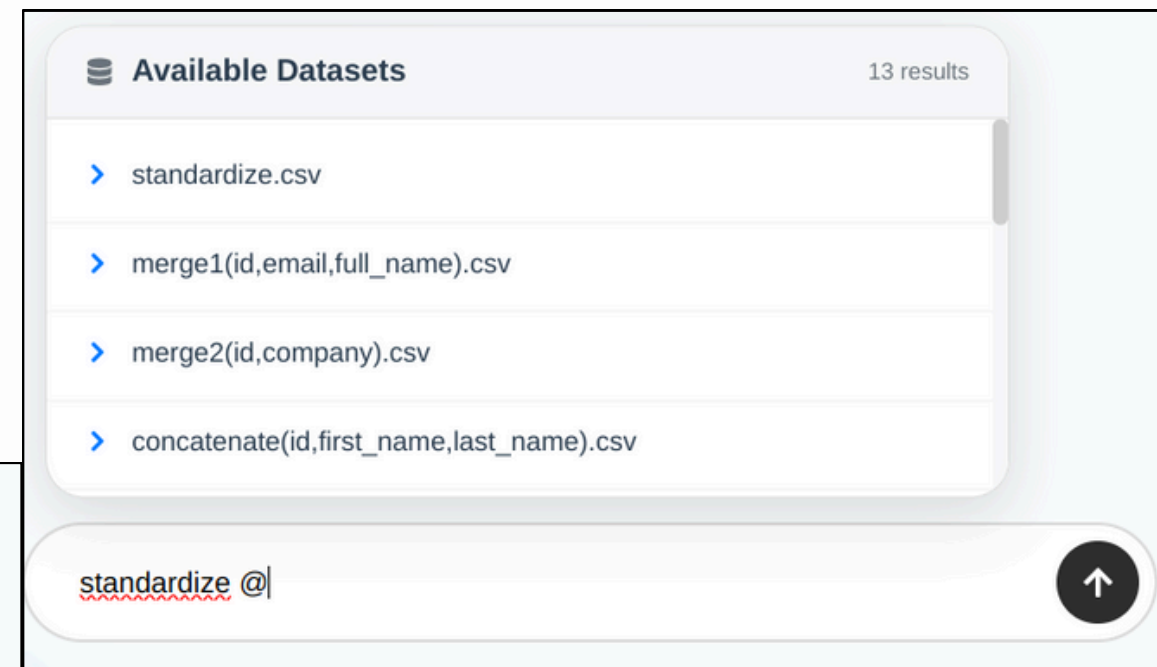 Available Datasets 13 results
standardize.csv
merge1(id,email,full_name).csv
merge2(id,company).csv
concatenate(id,first_name,last_name).csv
standardize @